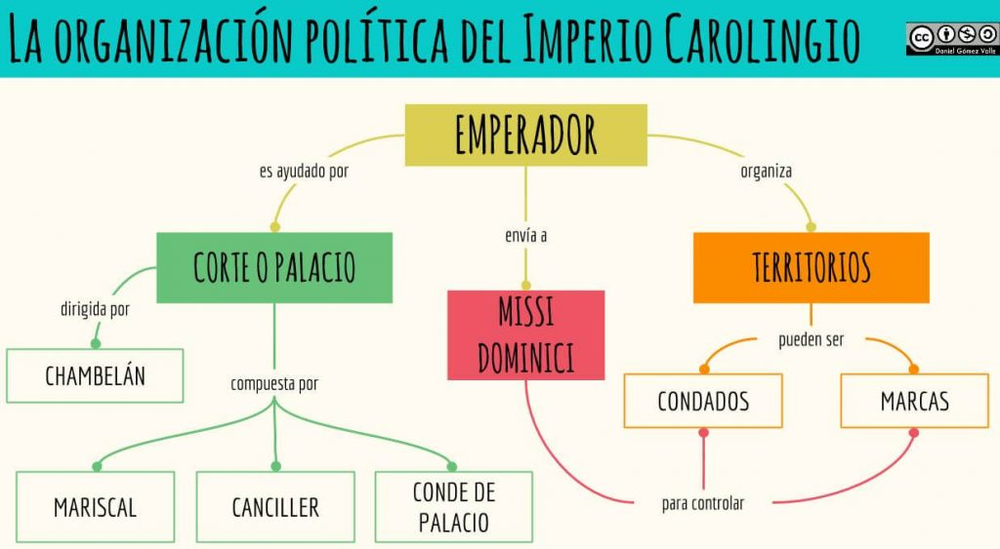 La organización política del Imperio Carolingio
cc
Daniel Gómez Valle
EMPERADOR
es ayudado por
organiza
envía a
CORTE O PALACIO
TERRITORIOS
MISSI
DOMINICI
dirigida por
pueden ser
CHAMBELÁN
compuesta por
CONDADOS
MARCAS
MARISCAL
CANCILLER
CONDE DE
PALACIO
para controlar